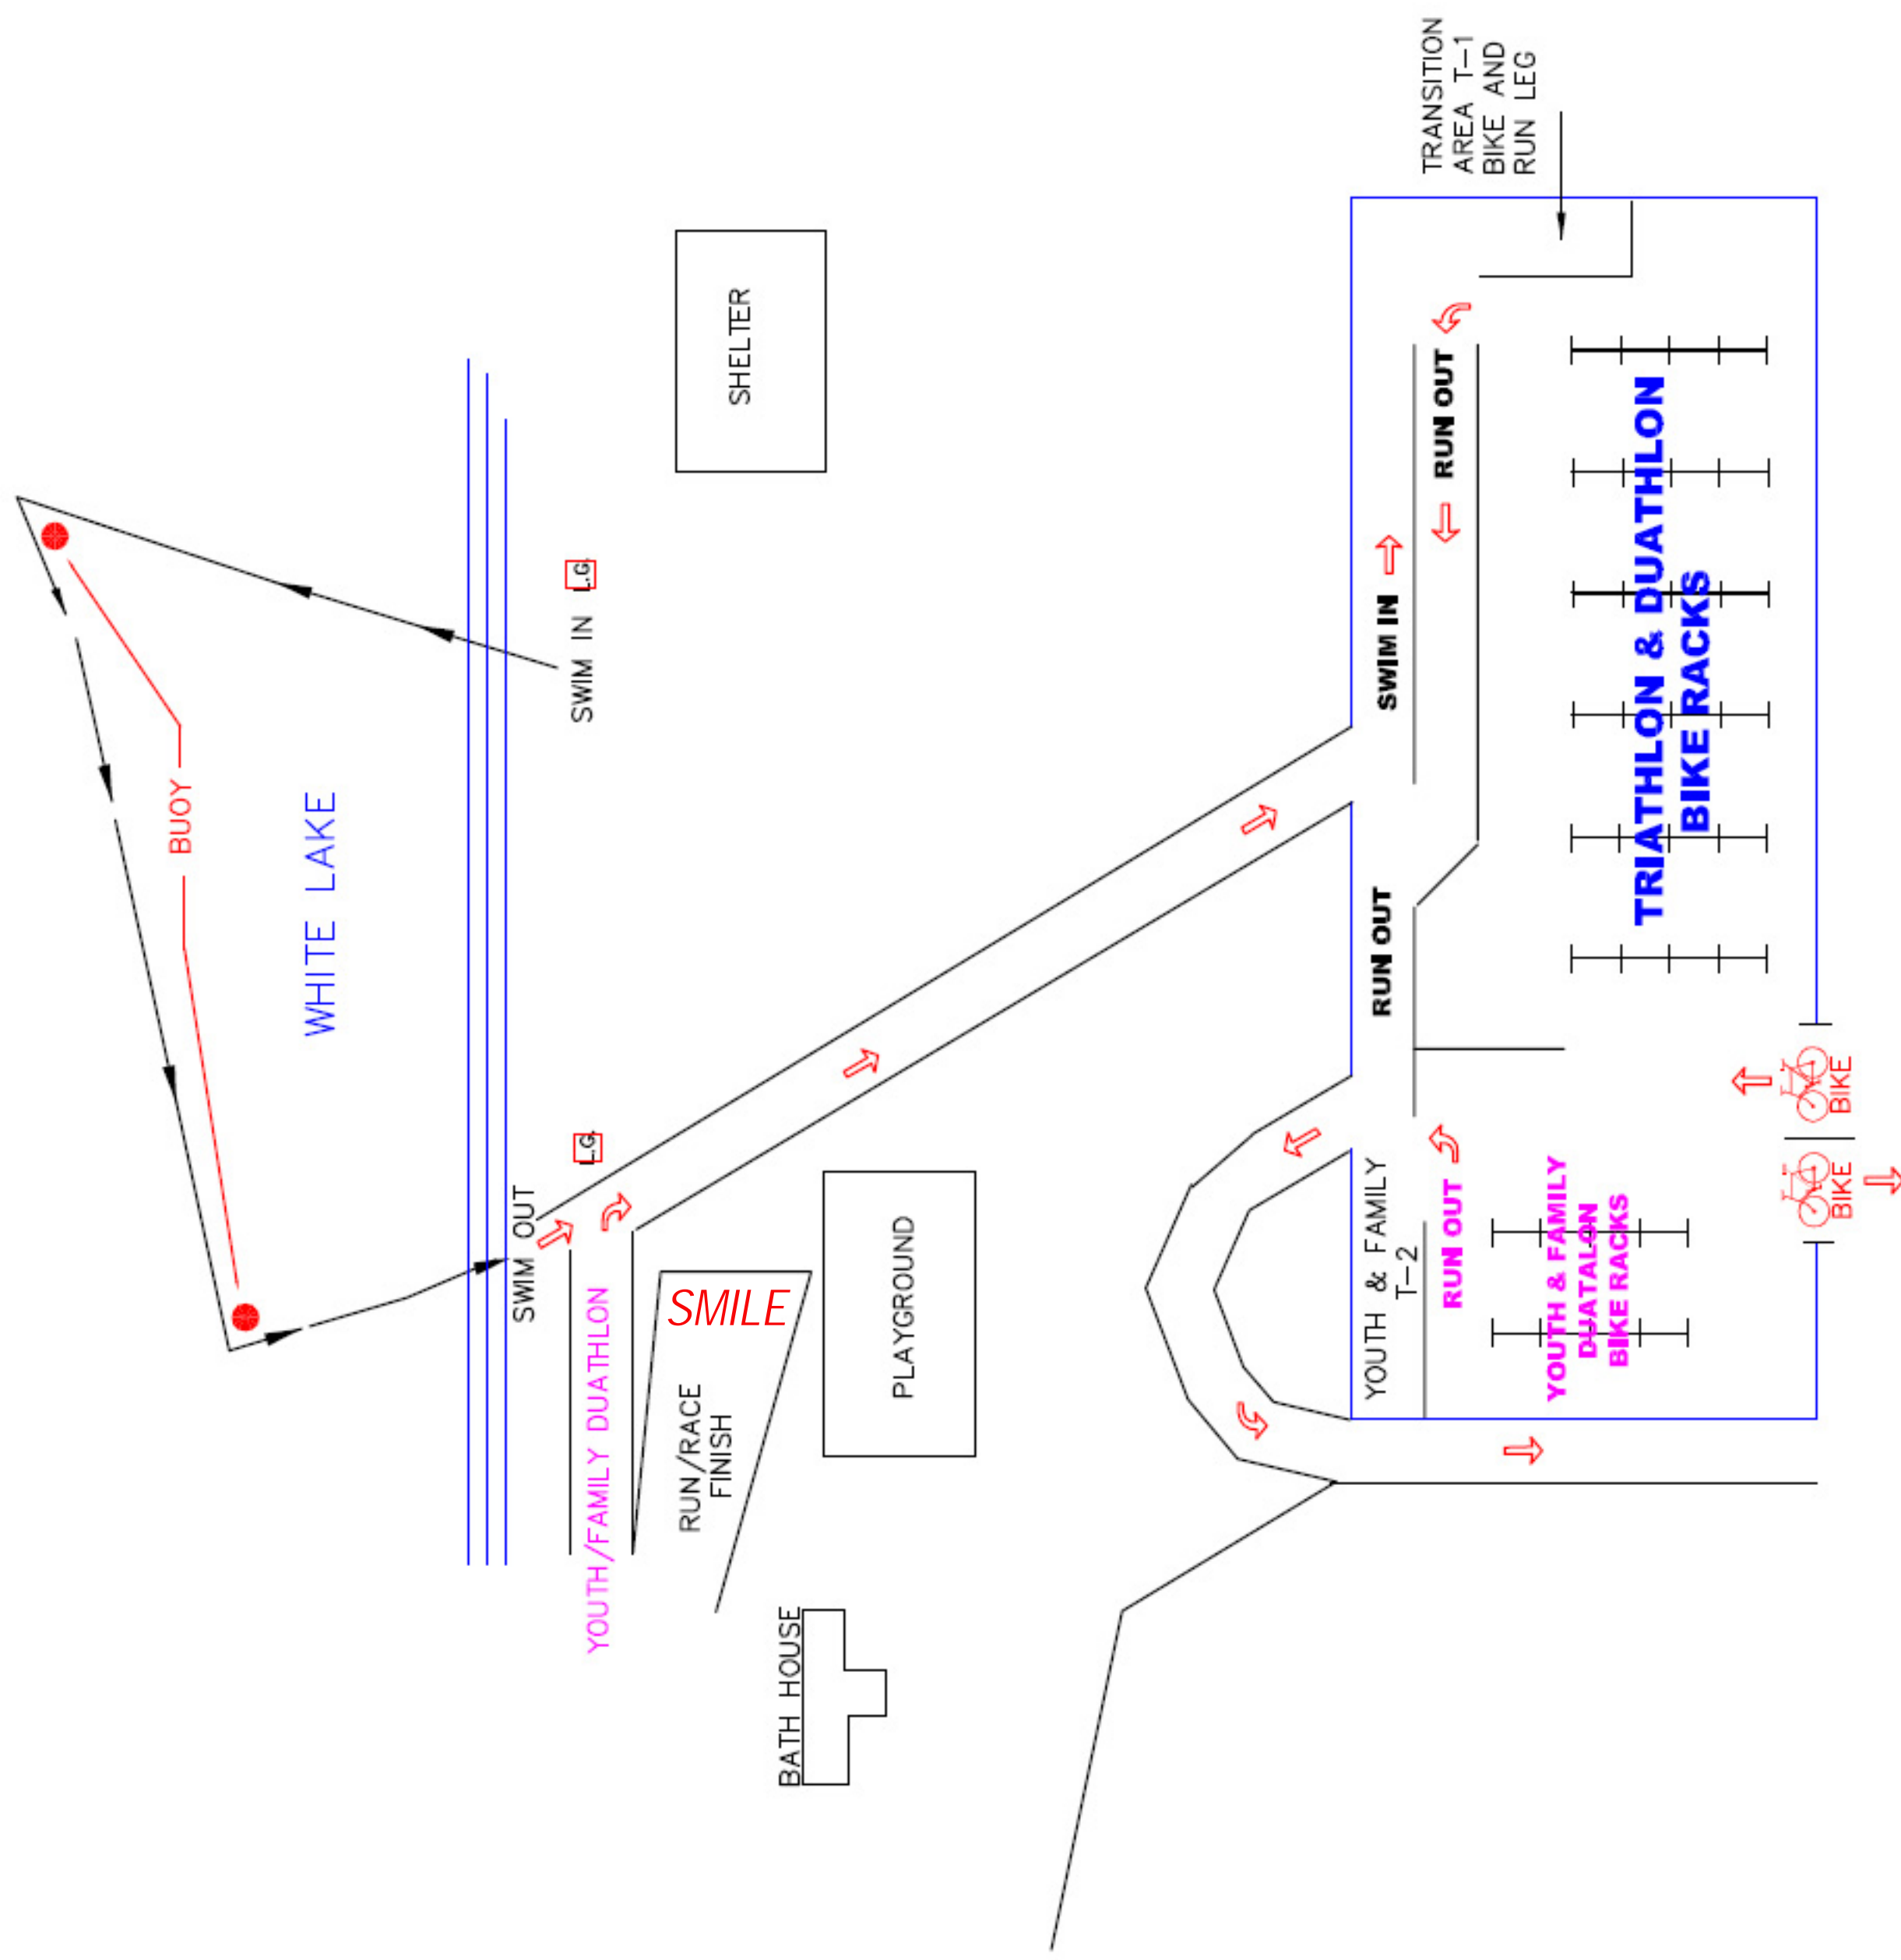 TRANSITION
AREA T-1
BIKE AND
RUN LEG
SHELTER
BUOY
WHITE LAKE
SWIM IN
L.G.
SWIM OUT
L.G.
YOUTH/FAMILY DUATHLON
RUN/RACE
FINISH
SMILE
PLAYGROUND
BATH HOUSE
SWIM IN
RUN OUT
RUN OUT
TRIATHLON & DUATHLON
BIKE RACKS
YOUTH & FAMILY
T-2
RUN OUT
YOUTH & FAMILY
DUATALON
BIKE RACKS
BIKE
BIKE